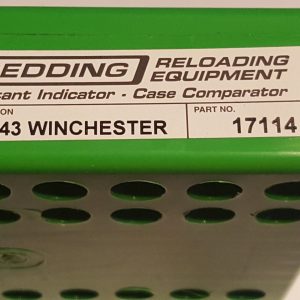 EDDING RELOADING
EQUIPMENT
tant Indicator - Case Comparator
ON PART NO.
43 WINCHESTER 17114